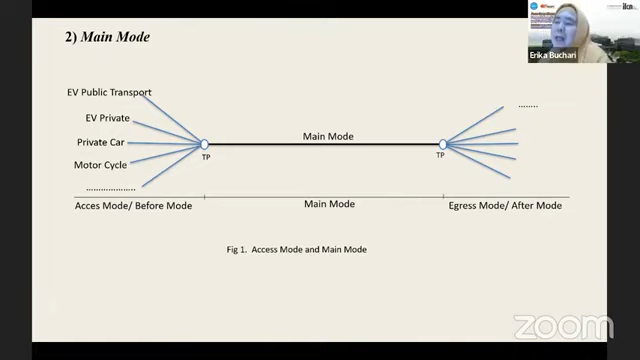 2) Main Mode
EV Public Transport
EV Private
Private Car
Motor Cycle
.....................
TP
Main Mode
TP
........
Acces Mode/ Before Mode
Main Mode
Egress Mode/ After Mode
Fig 1. Access Mode and Main Mode
Erika Buchari
zoom